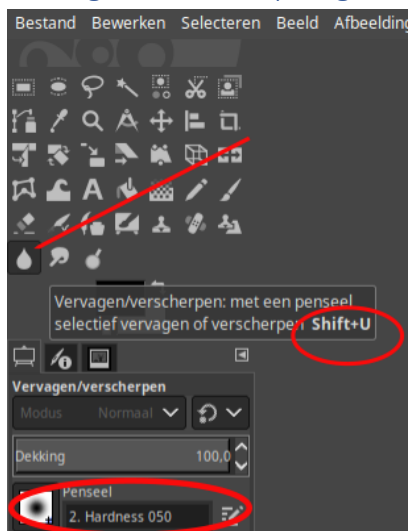 Bestand Bewerken Selecteren Beeld Afbeelding
Vervagen/verscherpen: met een penseel
selectief vervagen of verscherpen Shift+U
Vervagen/verscherpen
Modus Normaal
Dekking 100,0
Penseel
2. Hardness 050